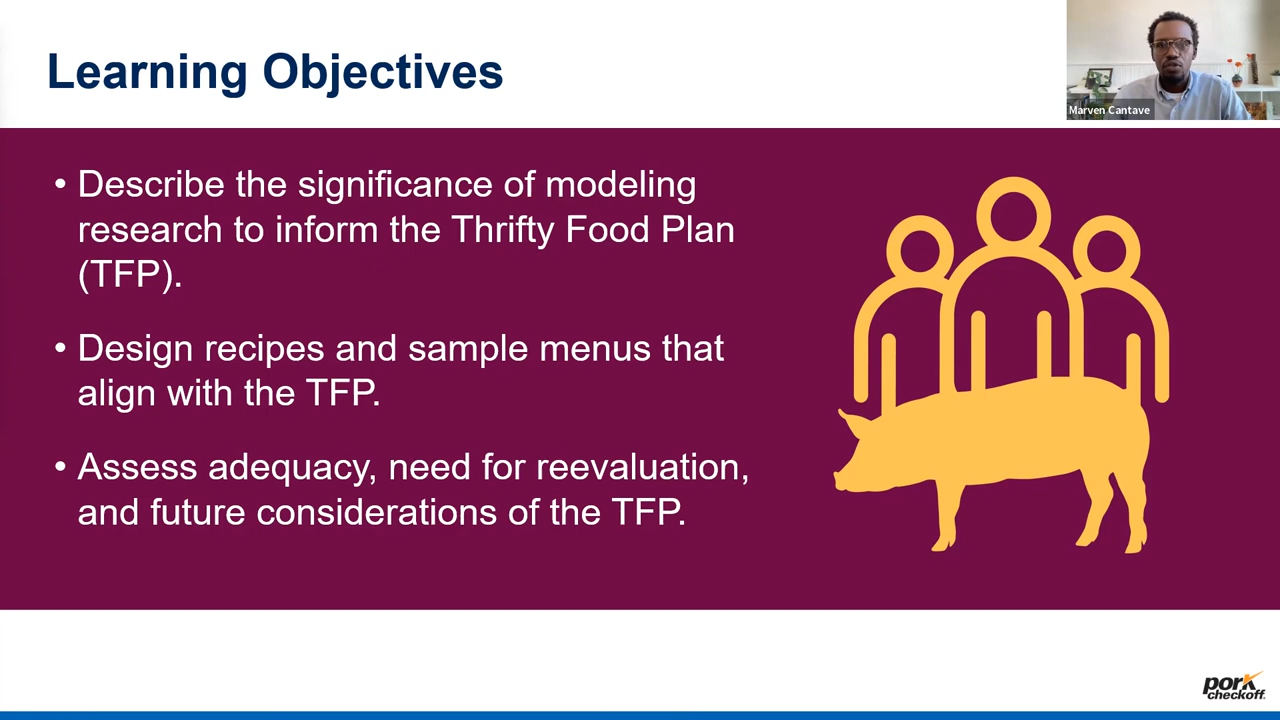 Learning Objectives
Marven Cantave
• Describe the significance of modeling
research to inform the Thrifty Food Plan
(TFP).
• Design recipes and sample menus that
align with the TFP.
• Assess adequacy, need for reevaluation,
and future considerations of the TFP.
pork
checkoff.